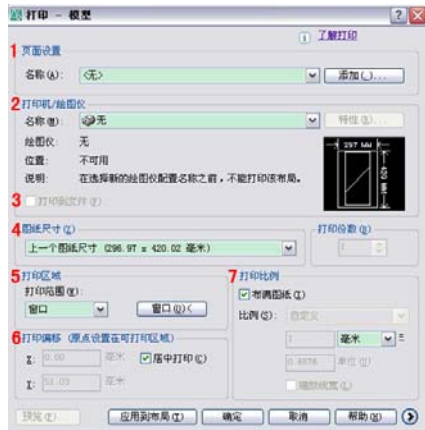 打印 - 模型
了解打印
1 页面设置
名称(A): <无> 添加(.)...
2 打印机/绘图仪
名称(M): 无 特性(R)...
绘图仪: 无
位置: 不可用
说明: 在选择新的绘图仪配置名称之前，不能打印该布局。
297 MM
420 MM
3 打印到文件(F)
4 图纸尺寸(Z)
上一个图纸尺寸 (296.97 x 420.02 毫米)
打印份数(B)
1
5 打印区域
打印范围(W):
窗口 窗口(O)<
6 打印偏移 (原点设置在可打印区域)
X: 0.00 毫米 居中打印(C)
Y: 51.03 毫米
7 打印比例
布满图纸(I)
比例(S): 自定义
1 毫米 =
0.4876 单位(U)
缩放线宽(L)
预览(P)... 应用到布局(T) 确定 取消 帮助(H)